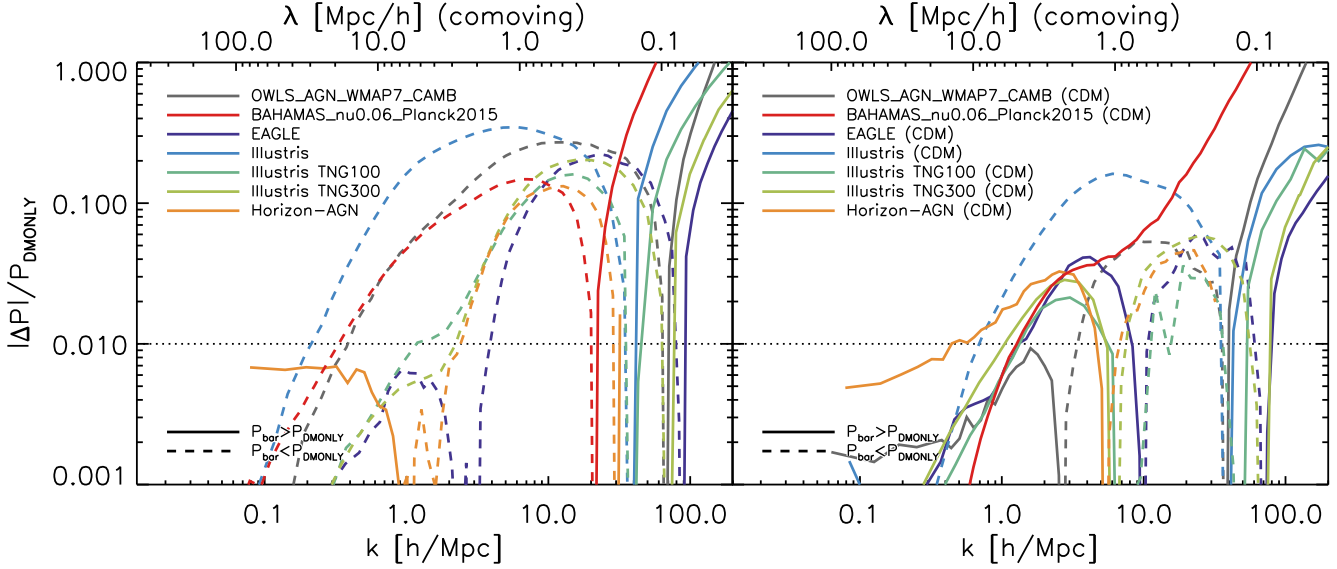 λ [Mpc/h] (comoving)
100.0 10.0 1.0 0.1
1.000
0.100
0.010
0.001
|ΔP|/P_DMONLY
OWLS_AGN_WMAP7_CAMB
BAHAMAS_nu0.06_Planck2015
EAGLE
Illustris
Illustris TNG100
Illustris TNG300
Horizon-AGN
P_bar>P_DMONLY
P_bar<P_DMONLY
0.1 1.0 10.0 100.0
k [h/Mpc]
λ [Mpc/h] (comoving)
100.0 10.0 1.0 0.1
OWLS_AGN_WMAP7_CAMB (CDM)
BAHAMAS_nu0.06_Planck2015 (CDM)
EAGLE (CDM)
Illustris (CDM)
Illustris TNG100 (CDM)
Illustris TNG300 (CDM)
Horizon-AGN (CDM)
P_bar>P_DMONLY
P_bar<P_DMONLY
0.1 1.0 10.0 100.0
k [h/Mpc]